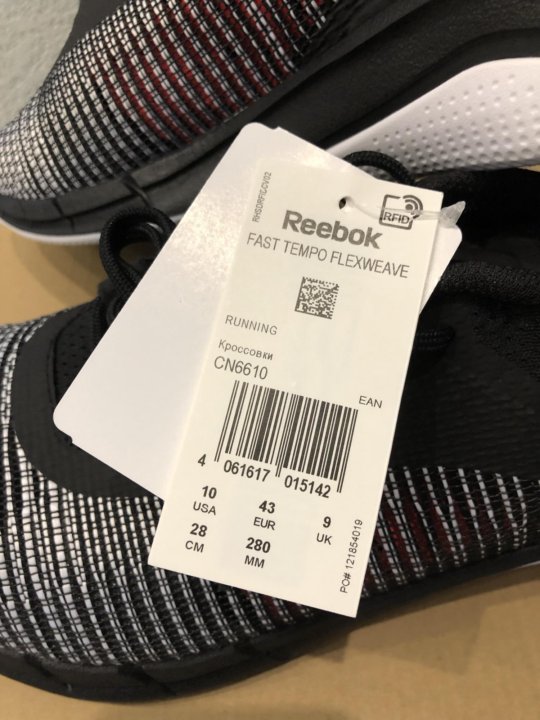 RHSDRFIDCV02
RFID
Reebok
FAST TEMPO FLEXWEAVE
RUNNING
Кроссовки
CN6610
EAN
4 061617 015142
10 43 9
USA EUR UK
28 280
CM MM
PO# 121854019